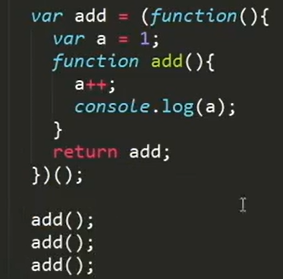 var add = (function(){
  var a = 1;
  function add(){
    a++;
    console.log(a);
  }
  return add;
})();

add();
add();
add();